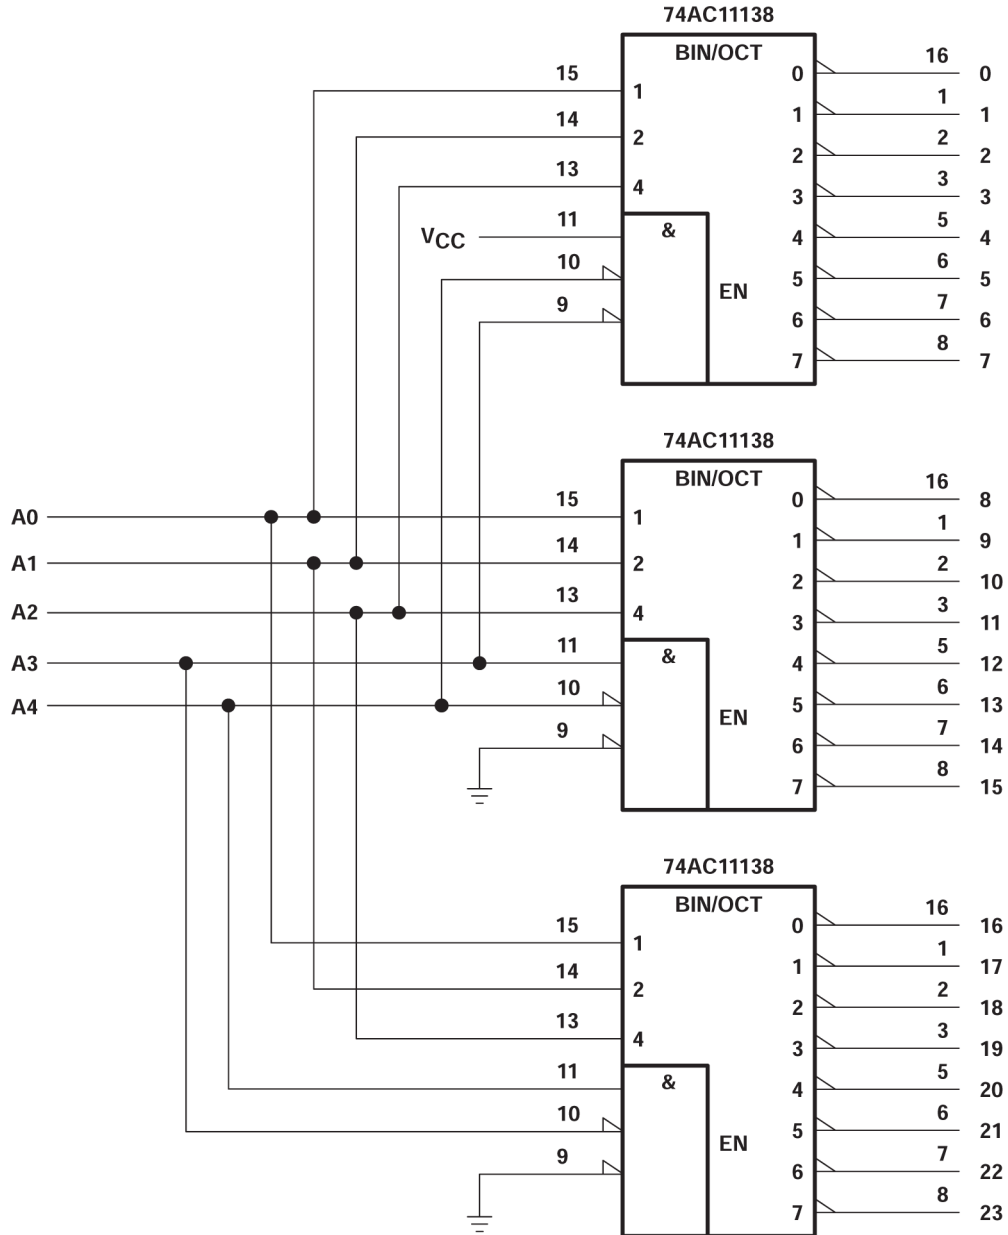 74AC11138
BIN/OCT
15 1 0 16 0
14 2 1 1 1
13 4 2 2 2
3 3 3
VCC 11 & 4 5 4
10 EN 5 6 5
9 6 7 6
7 8 7
74AC11138
BIN/OCT
A0 15 1 0 16 8
A1 14 2 1 1 9
A2 13 4 2 2 10
3 3 11
A3 11 & 4 5 12
A4 10 EN 5 6 13
9 6 7 14
7 8 15
74AC11138
BIN/OCT
15 1 0 16 16
14 2 1 1 17
13 4 2 2 18
3 3 19
11 & 4 5 20
10 EN 5 6 21
9 6 7 22
7 8 23